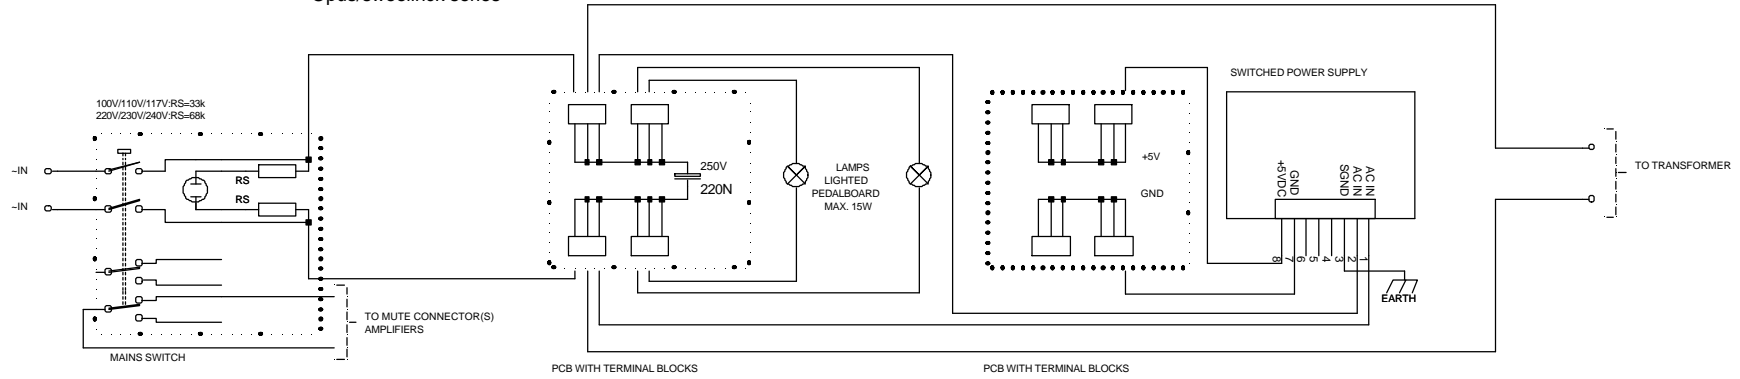 100V/110V/117V:RS=33k
220V/230V/240V:RS=68k
~IN
~IN
RS
RS
MAINS SWITCH
TO MUTE CONNECTOR(S)
AMPLIFIERS
250V
220N
PCB WITH TERMINAL BLOCKS
LAMPS
LIGHTED
PEDALBOARD
MAX. 15W
+5V
GND
PCB WITH TERMINAL BLOCKS
SWITCHED POWER SUPPLY
+5VDC
GND
SGND
AC IN
AC IN
8
7
6
5
4
3
2
1
EARTH
TO TRANSFORMER